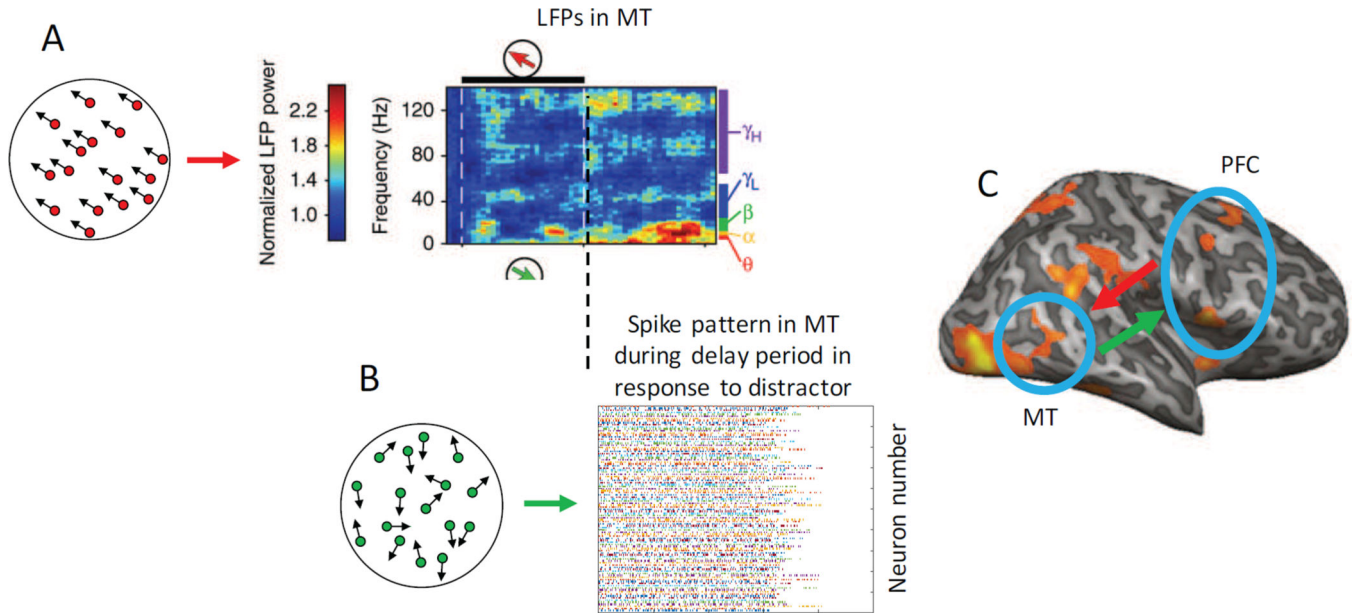 LFPs in MT
A
Normalized LFP power
2.2
1.8
1.4
1.0
Frequency (Hz)
120
80
40
0
γH
γL
β
α
θ
Spike pattern in MT
during delay period in
response to distractor
B
Neuron number
C
PFC
MT